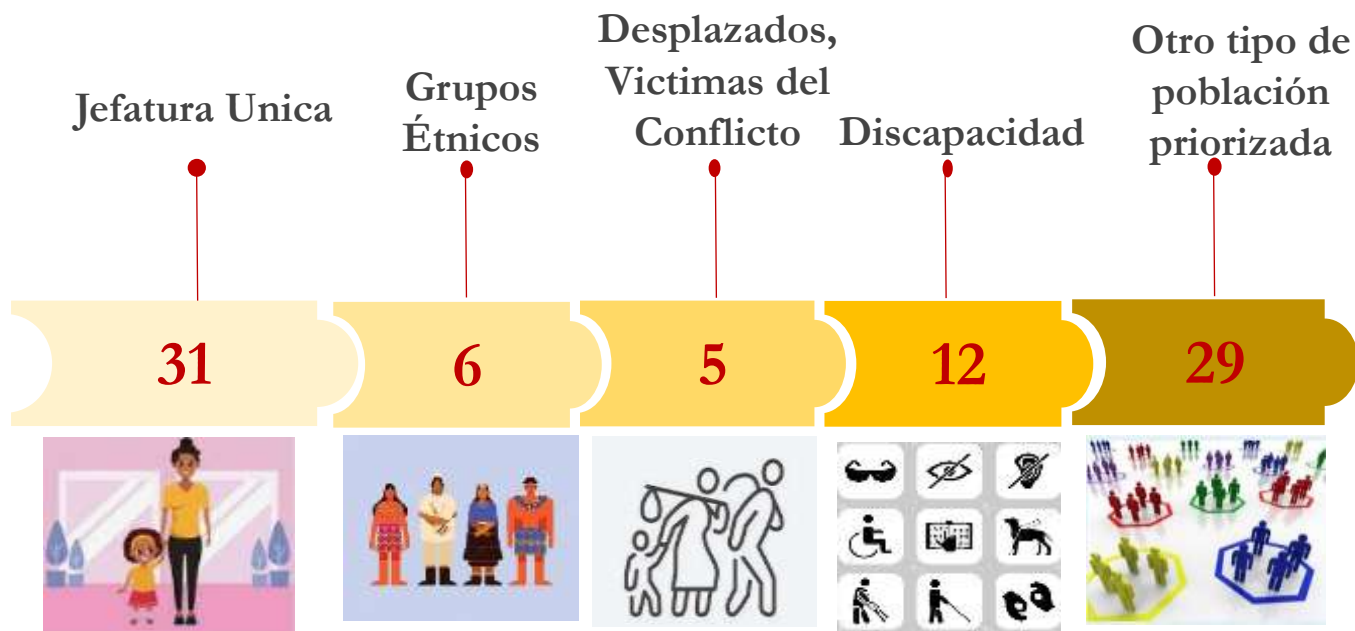 Jefatura Unica
Grupos
Étnicos
Desplazados,
Victimas del
Conflicto
Discapacidad
Otro tipo de
población
priorizada
31
6
5
12
29